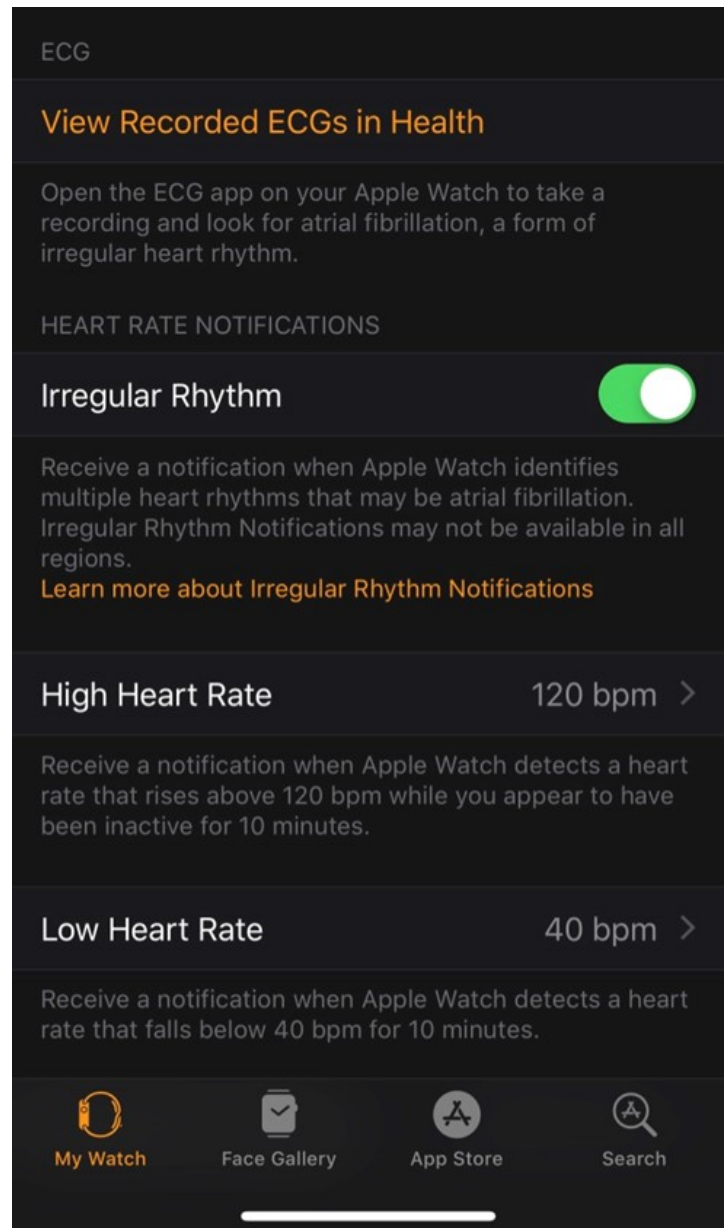 ECG
View Recorded ECGs in Health
Open the ECG app on your Apple Watch to take a
recording and look for atrial fibrillation, a form of
irregular heart rhythm.
HEART RATE NOTIFICATIONS
Irregular Rhythm
Receive a notification when Apple Watch identifies
multiple heart rhythms that may be atrial fibrillation.
Irregular Rhythm Notifications may not be available in all
regions.
Learn more about Irregular Rhythm Notifications
High Heart Rate 120 bpm >
Receive a notification when Apple Watch detects a heart
rate that rises above 120 bpm while you appear to have
been inactive for 10 minutes.
Low Heart Rate 40 bpm >
Receive a notification when Apple Watch detects a heart
rate that falls below 40 bpm for 10 minutes.
My Watch Face Gallery App Store Search